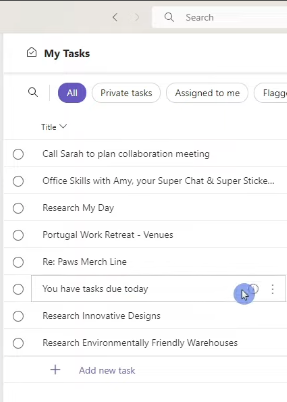 Search
My Tasks
All
Private tasks
Assigned to me
Flagge
Title
Call Sarah to plan collaboration meeting
Office Skills with Amy, your Super Chat & Super Sticke...
Research My Day
Portugal Work Retreat - Venues
Re: Paws Merch Line
You have tasks due today
Research Innovative Designs
Research Environmentally Friendly Warehouses
Add new task